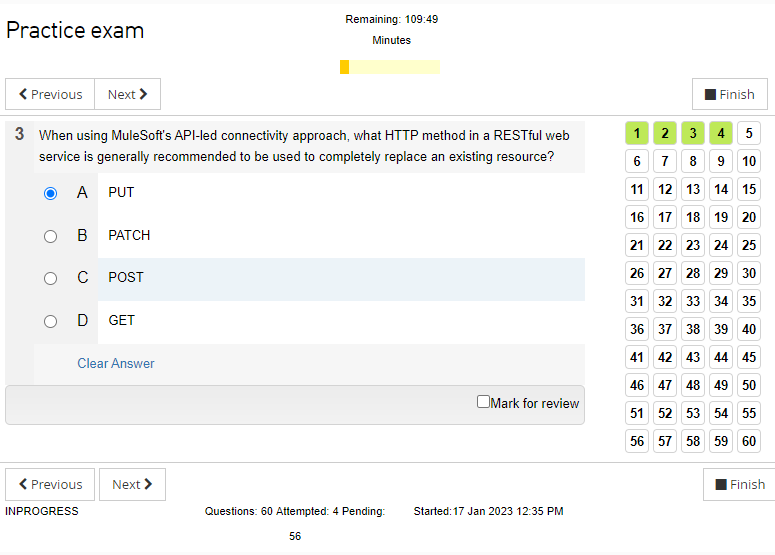 Practice exam
Remaining: 109:49
Minutes
Previous
Next
Finish
3 When using MuleSoft's API-led connectivity approach, what HTTP method in a RESTful web
service is generally recommended to be used to completely replace an existing resource?
A PUT
B PATCH
C POST
D GET
Clear Answer
Mark for review
1 2 3 4 5
6 7 8 9 10
11 12 13 14 15
16 17 18 19 20
21 22 23 24 25
26 27 28 29 30
31 32 33 34 35
36 37 38 39 40
41 42 43 44 45
46 47 48 49 50
51 52 53 54 55
56 57 58 59 60
Previous
Next
Finish
INPROGRESS
Questions: 60 Attempted: 4 Pending:
56
Started:17 Jan 2023 12:35 PM